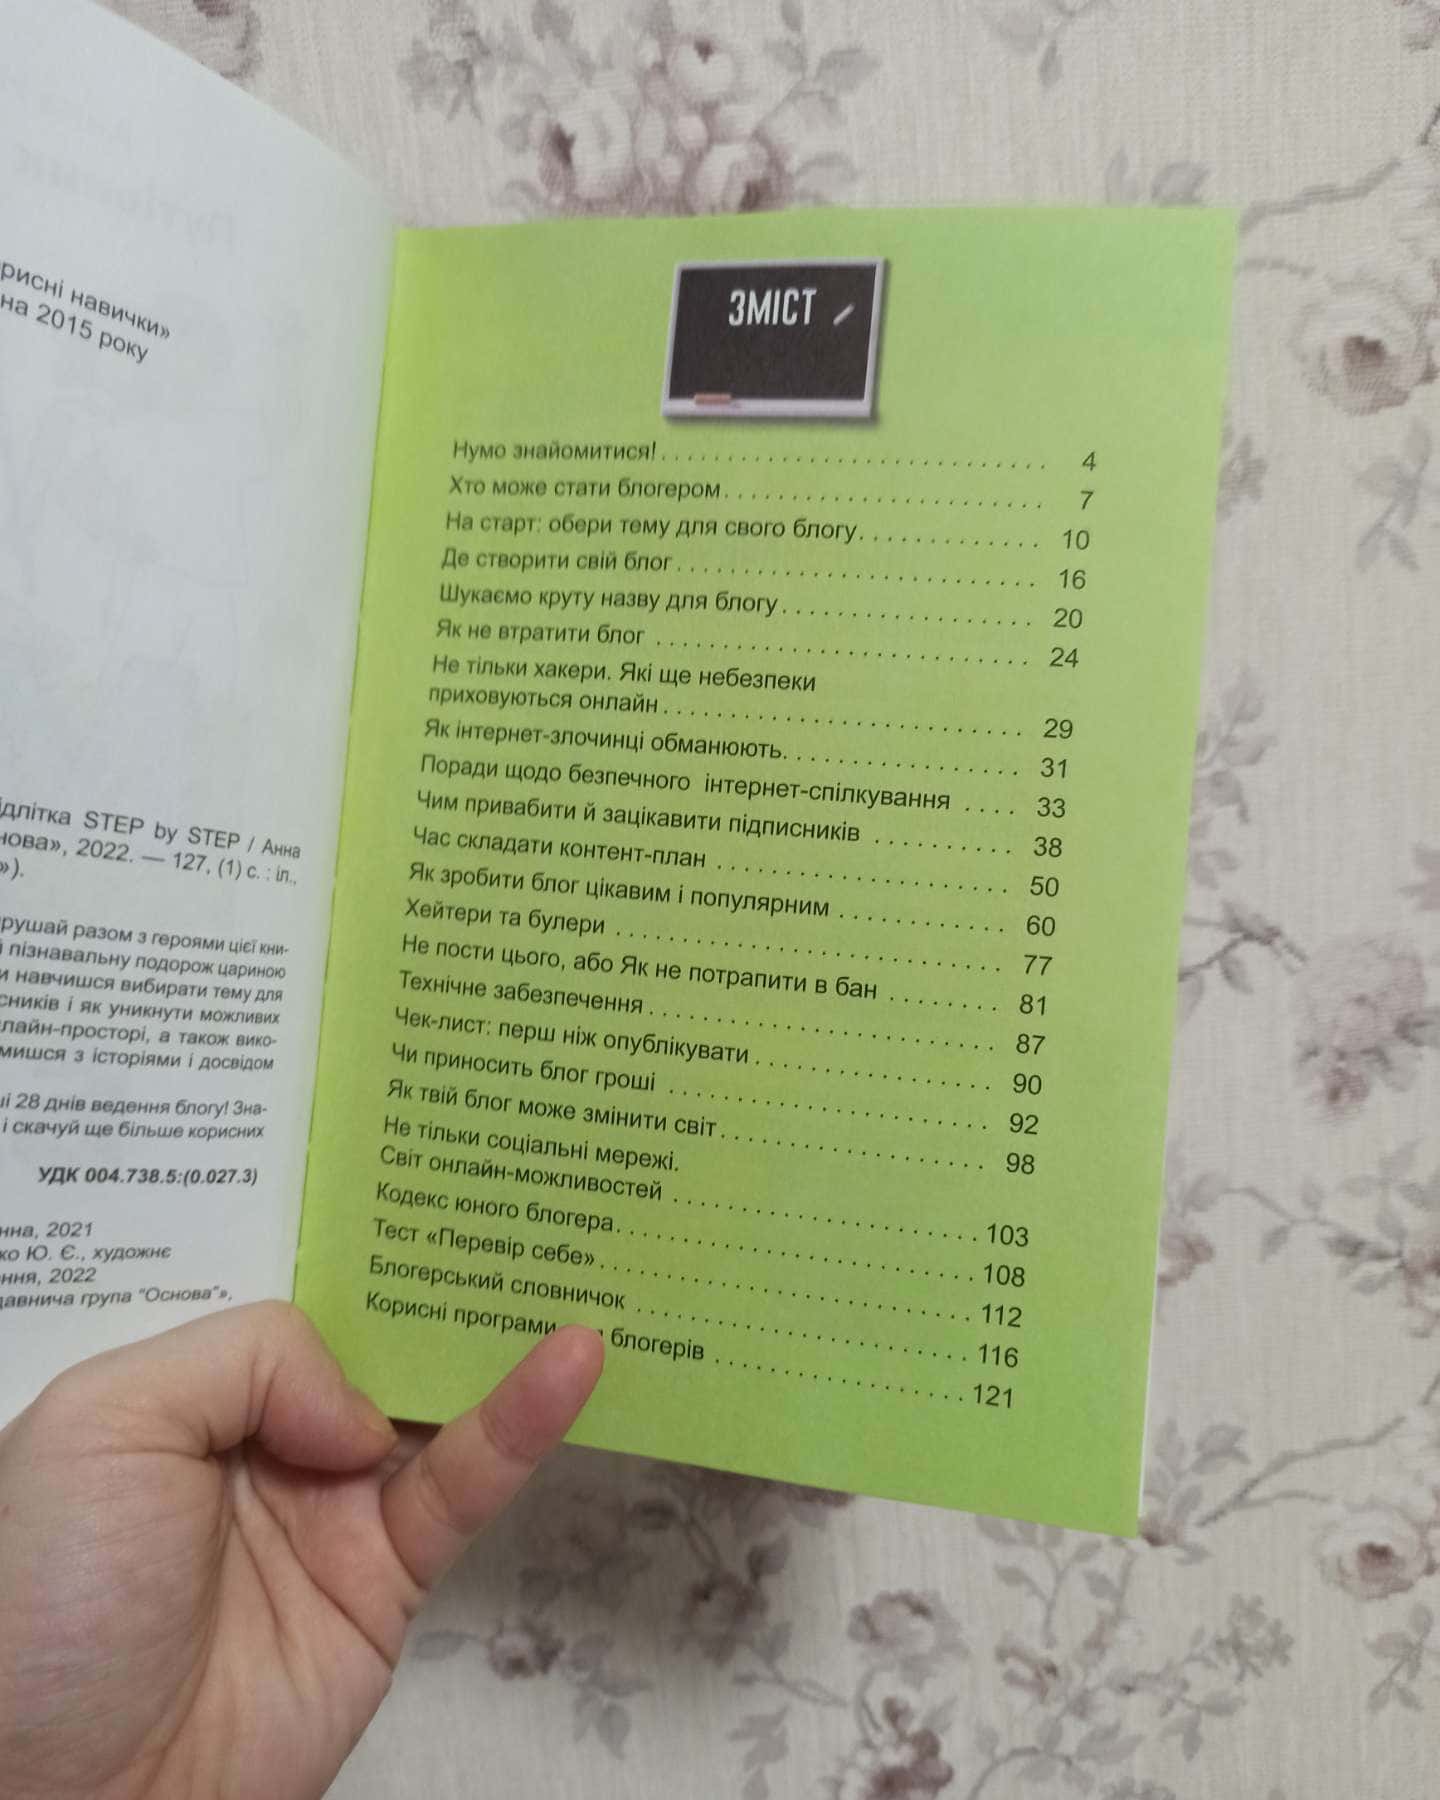 рисні навички»
на 2015 року
ідлітка STEP by STEP / Анна
нова», 2022. — 127, (1) с. : іл.,
»).
рушай разом з героями цієї кни-
й пізнавальну подорож цариною
и навчишся вибирати тему для
сників і як уникнути можливих
лайн-просторі, а також вико-
мишся з історіями і досвідом
ші 28 днів ведення блогу! Зна-
і скачуй ще більше корисних
УДК 004.738.5:(0.027.3)
нна, 2021
ко Ю. Є., художнє
ння, 2022
давнича група "Основа"»,
ЗМІСТ
Нумо знайомитися! 4
Хто може стати блогером 7
На старт: обери тему для свого блогу 10
Де створити свій блог 16
Шукаємо круту назву для блогу 20
Як не втратити блог 24
Не тільки хакери. Які ще небезпеки
приховуються онлайн 29
Як інтернет-злочинці обманюють 31
Поради щодо безпечного інтернет-спілкування 33
Чим привабити й зацікавити підписників 38
Час складати контент-план 50
Як зробити блог цікавим і популярним 60
Хейтери та булери 77
Не пости цього, або Як не потрапити в бан 81
Технічне забезпечення 87
Чек-лист: перш ніж опублікувати 90
Чи приносить блог гроші 92
Як твій блог може змінити світ 98
Не тільки соціальні мережі.
Світ онлайн-можливостей 103
Кодекс юного блогера 108
Тест «Перевір себе» 112
Блогерський словничок 116
Корисні програми блогерів 121